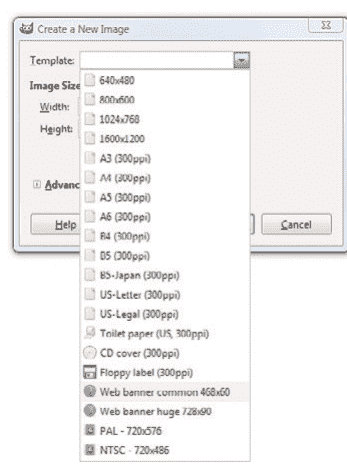 Create a New Image
Template:
640x480
Image Size
800x600
Width:
1024x768
Height:
1600x1200
A3 (300ppi)
A4 (300ppi)
Advanc
A5 (300ppi)
A6 (300ppi)
Help
B4 (300ppi)
Cancel
B5 (300ppi)
B5-Japan (300ppi)
US-Letter (300ppi)
US-Legal (300ppi)
Toilet paper (US, 300ppi)
CD cover (300ppi)
Floppy label (300ppi)
Web banner common 468x60
Web banner huge 728x90
PAL - 720x576
NTSC - 720x486